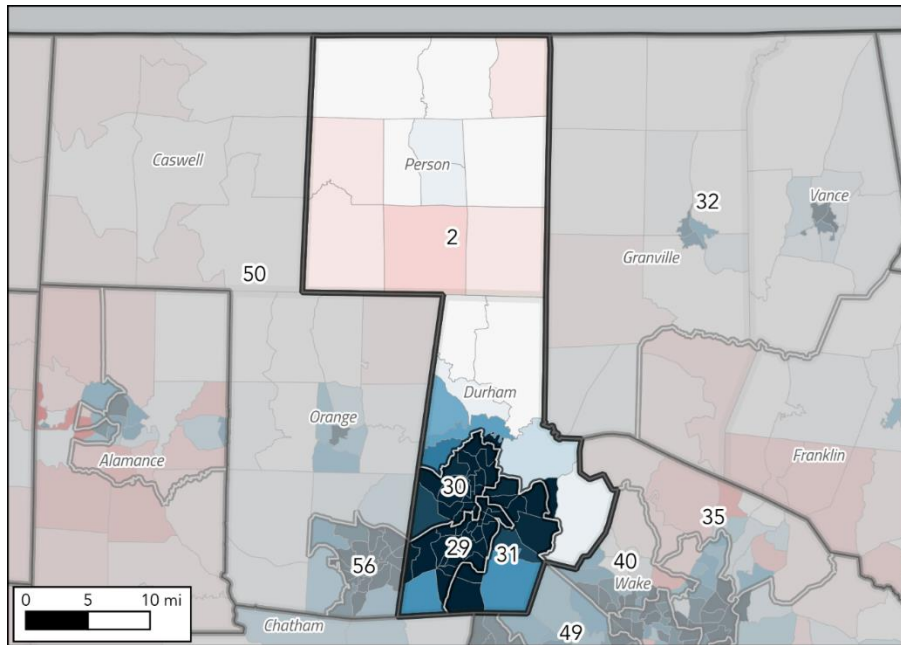 Caswell
Person
Vance
32
2
Granville
50
Durham
Orange
Franklin
Alamance
30
35
29
31
40
56
Wake
0 5 10 mi
Chatham
49